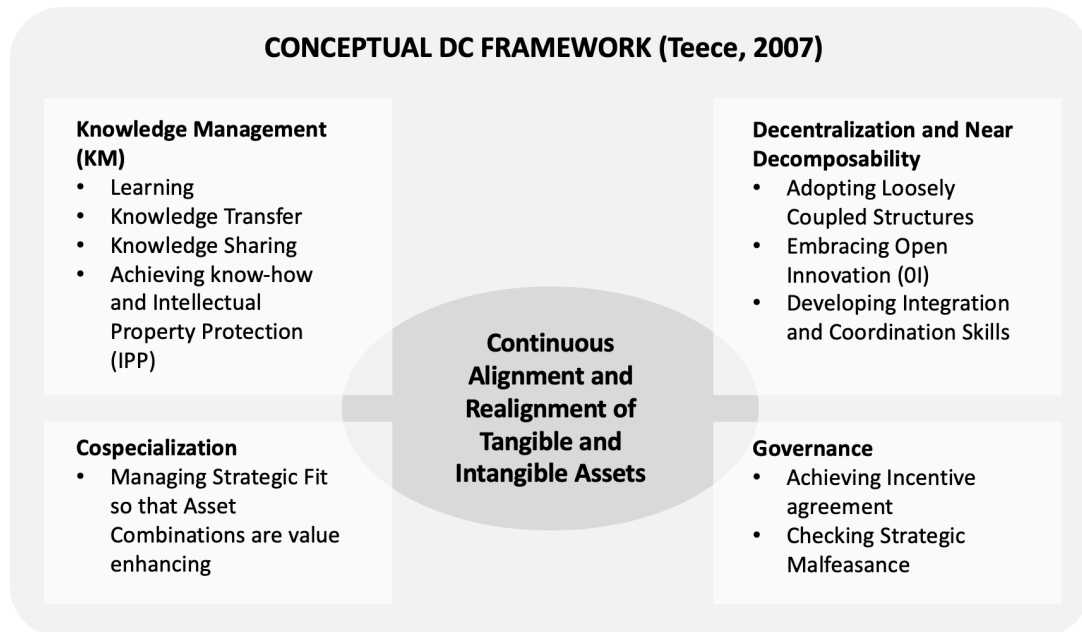 CONCEPTUAL DC FRAMEWORK (Teece, 2007)
Knowledge Management
(KM)
• Learning
• Knowledge Transfer
• Knowledge Sharing
• Achieving know-how
and Intellectual
Property Protection
(IPP)
Decentralization and Near
Decomposability
• Adopting Loosely
Coupled Structures
• Embracing Open
Innovation (0I)
• Developing Integration
and Coordination Skills
Continuous
Alignment and
Realignment of
Tangible and
Intangible Assets
Cospecialization
• Managing Strategic Fit
so that Asset
Combinations are value
enhancing
Governance
• Achieving Incentive
agreement
• Checking Strategic
Malfeasance